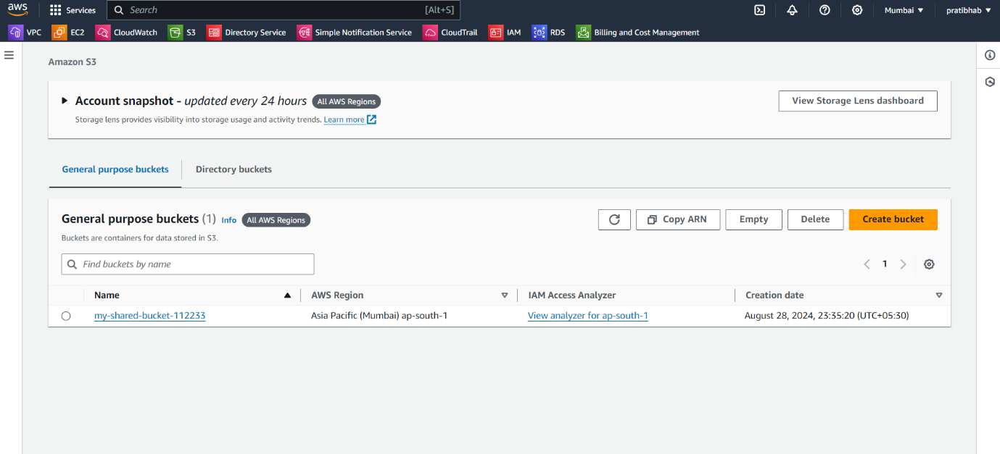 aws Services Search [Alt+S] Mumbai pratibhab
VPC EC2 CloudWatch S3 Directory Service Simple Notification Service CloudTrail IAM RDS Billing and Cost Management
Amazon S3
Account snapshot - updated every 24 hours All AWS Regions View Storage Lens dashboard
Storage lens provides visibility into storage usage and activity trends. Learn more
General purpose buckets Directory buckets
General purpose buckets (1) Info All AWS Regions Copy ARN Empty Delete Create bucket
Buckets are containers for data stored in S3.
Find buckets by name 1
Name AWS Region IAM Access Analyzer Creation date
my-shared-bucket-112233 Asia Pacific (Mumbai) ap-south-1 View analyzer for ap-south-1 August 28, 2024, 23:35:20 (UTC+05:30)